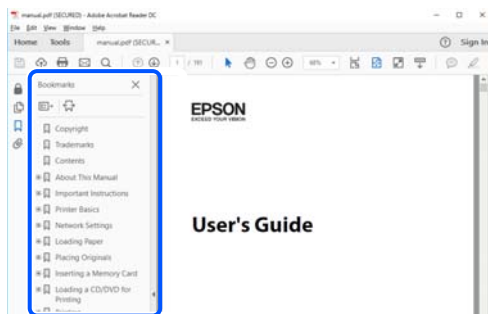 manual.pdf (SECURED) - Adobe Acrobat Reader DC
File Edit View Window Help
Home Tools manual.pdf (SECUR... × Sign In
1 / 191
Bookmarks
Copyright
Trademarks
Contents
About This Manual
Important Instructions
Printer Basics
Network Settings
Loading Paper
Placing Originals
Inserting a Memory Card
Loading a CD/DVD for
Printing
EPSON
EXCEED YOUR VISION
User's Guide